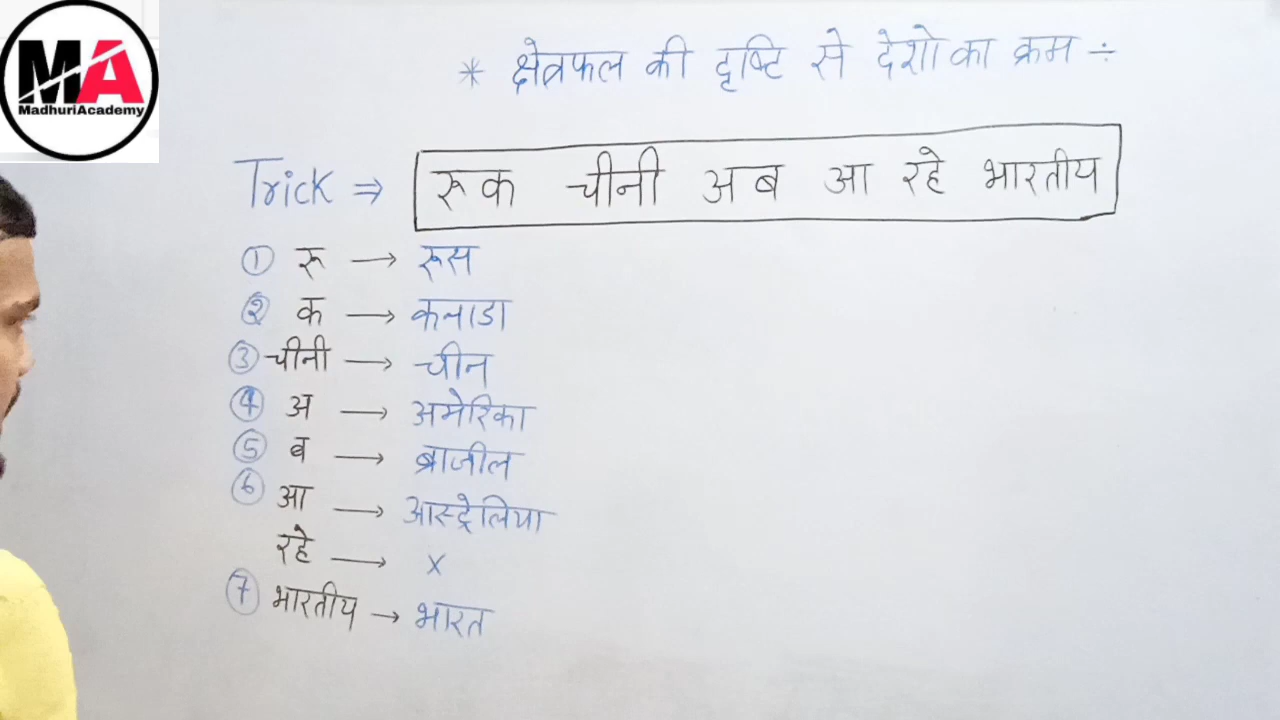 MA
MadhuriAcademy
* क्षेत्रफल की दृष्टि से देशो का क्रम ÷
Trick ⇒ रूक चीनी अब आ रहे भारतीय
① रू → रूस
② क → कनाडा
③ चीनी → चीन
④ अ → अमेरिका
⑤ ब → ब्राजील
⑥ आ → आस्ट्रेलिया
रहे → x
⑦ भारतीय → भारत